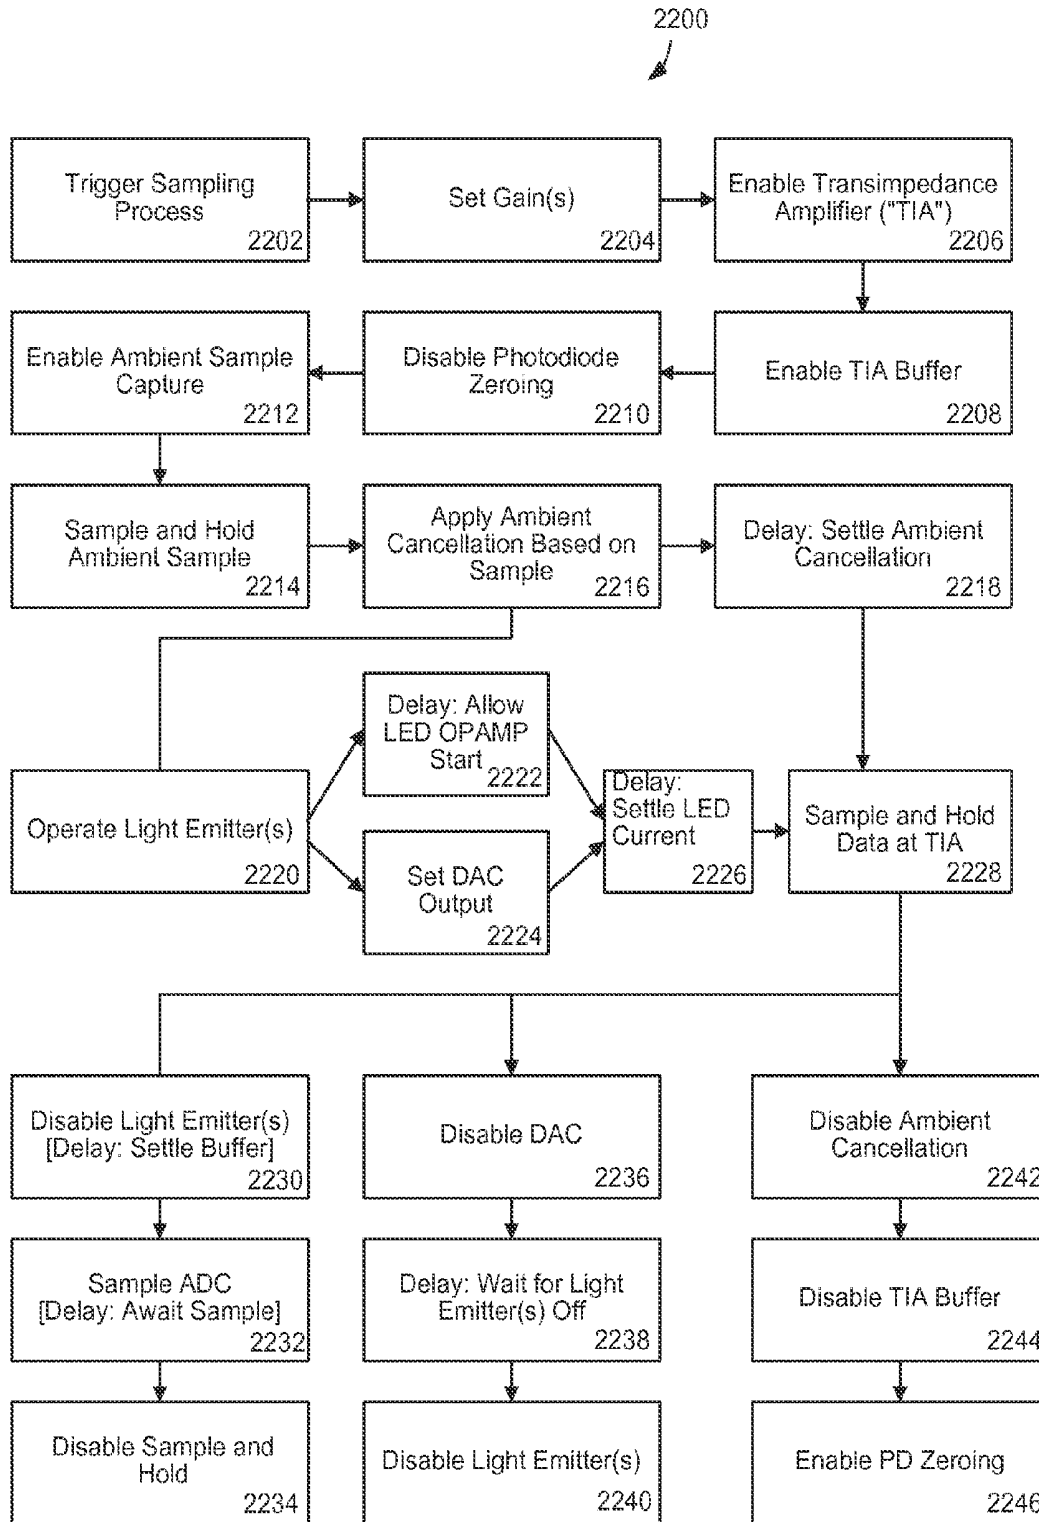 2200
Trigger Sampling
Process
2202
Set Gain(s)
2204
Enable Transimpedance
Amplifier ("TIA")
2206
Enable Ambient Sample
Capture
2212
Disable Photodiode
Zeroing
2210
Enable TIA Buffer
2208
Sample and Hold
Ambient Sample
2214
Apply Ambient
Cancellation Based on
Sample
2216
Delay: Settle Ambient
Cancellation
2218
Operate Light Emitter(s)
2220
Delay: Allow
LED OPAMP
Start
2222
Set DAC
Output
2224
Delay:
Settle LED
Current
2226
Sample and Hold
Data at TIA
2228
Disable Light Emitter(s)
[Delay: Settle Buffer]
2230
Disable DAC
2236
Disable Ambient
Cancellation
2242
Sample ADC
[Delay: Await Sample]
2232
Delay: Wait for Light
Emitter(s) Off
2238
Disable TIA Buffer
2244
Disable Sample and
Hold
2234
Disable Light Emitter(s)
2240
Enable PD Zeroing
2246